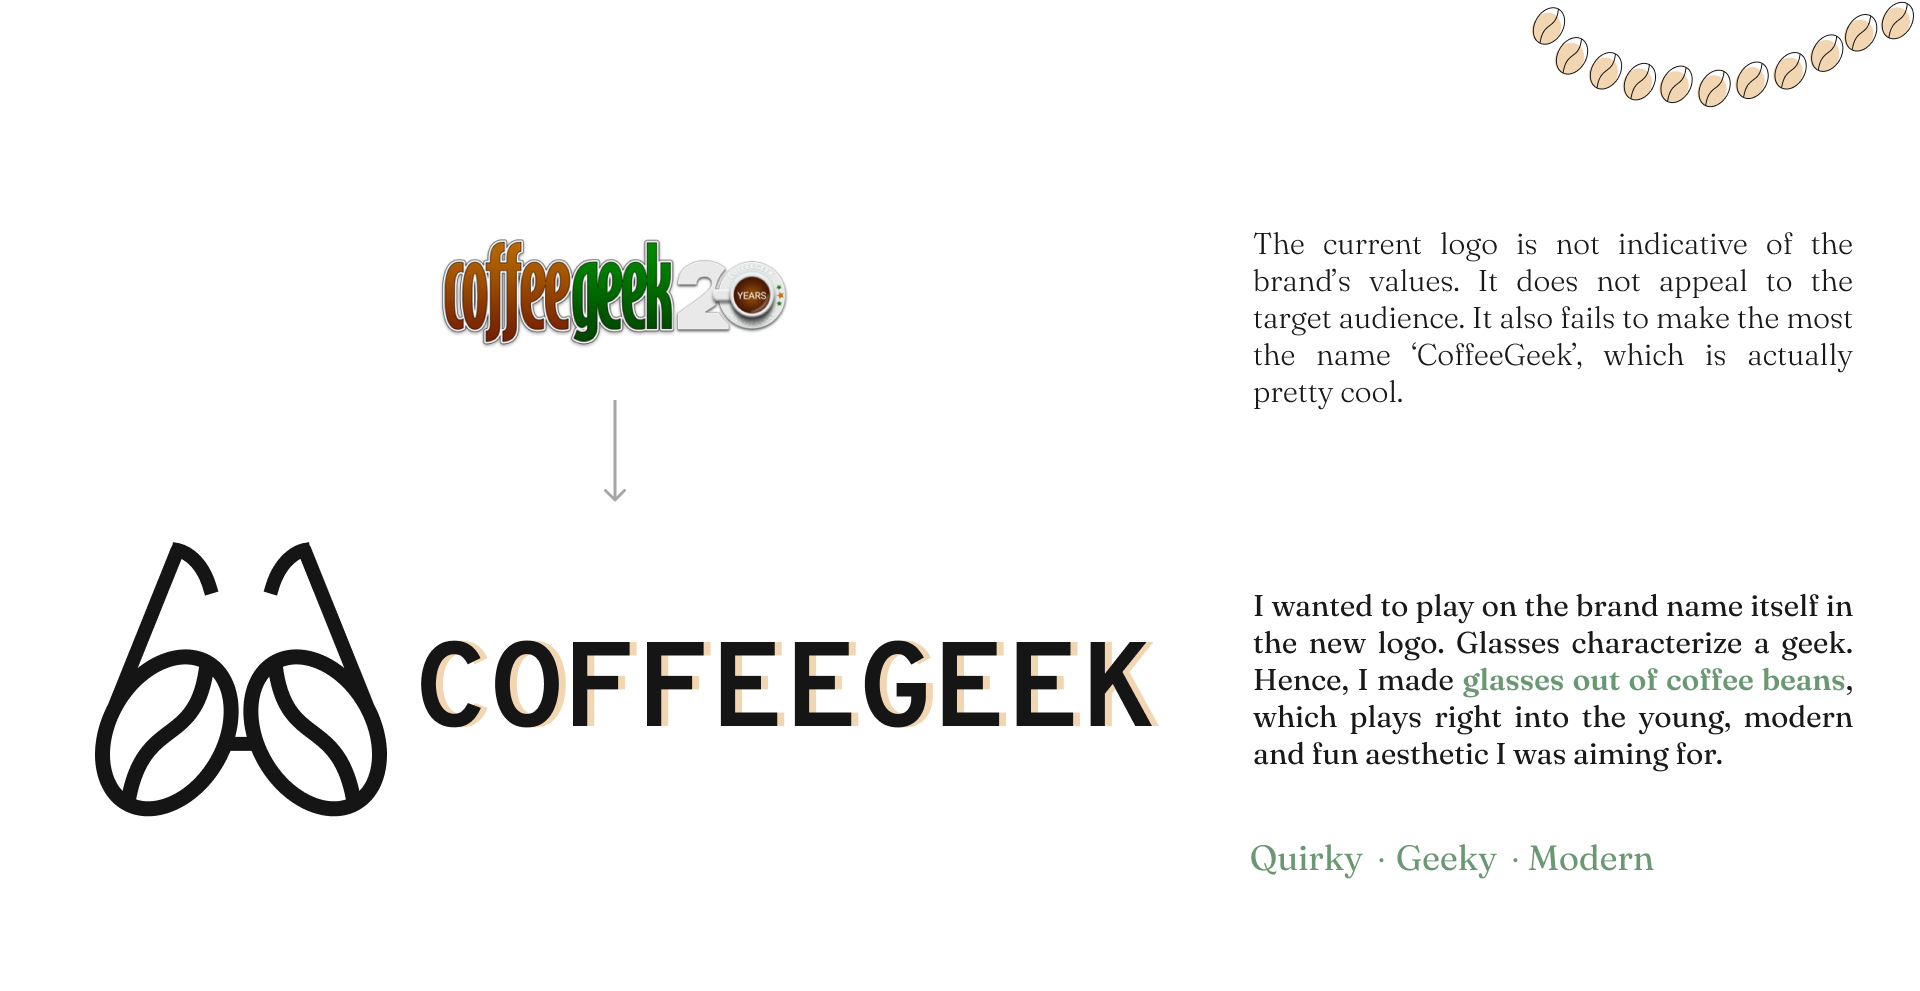 coffeegeek20
YEARS
The current logo is not indicative of the
brand’s values. It does not appeal to the
target audience. It also fails to make the most
the name ‘CoffeeGeek’, which is actually
pretty cool.
COFFEEGEEK
I wanted to play on the brand name itself in
the new logo. Glasses characterize a geek.
Hence, I made glasses out of coffee beans,
which plays right into the young, modern
and fun aesthetic I was aiming for.
Quirky · Geeky · Modern